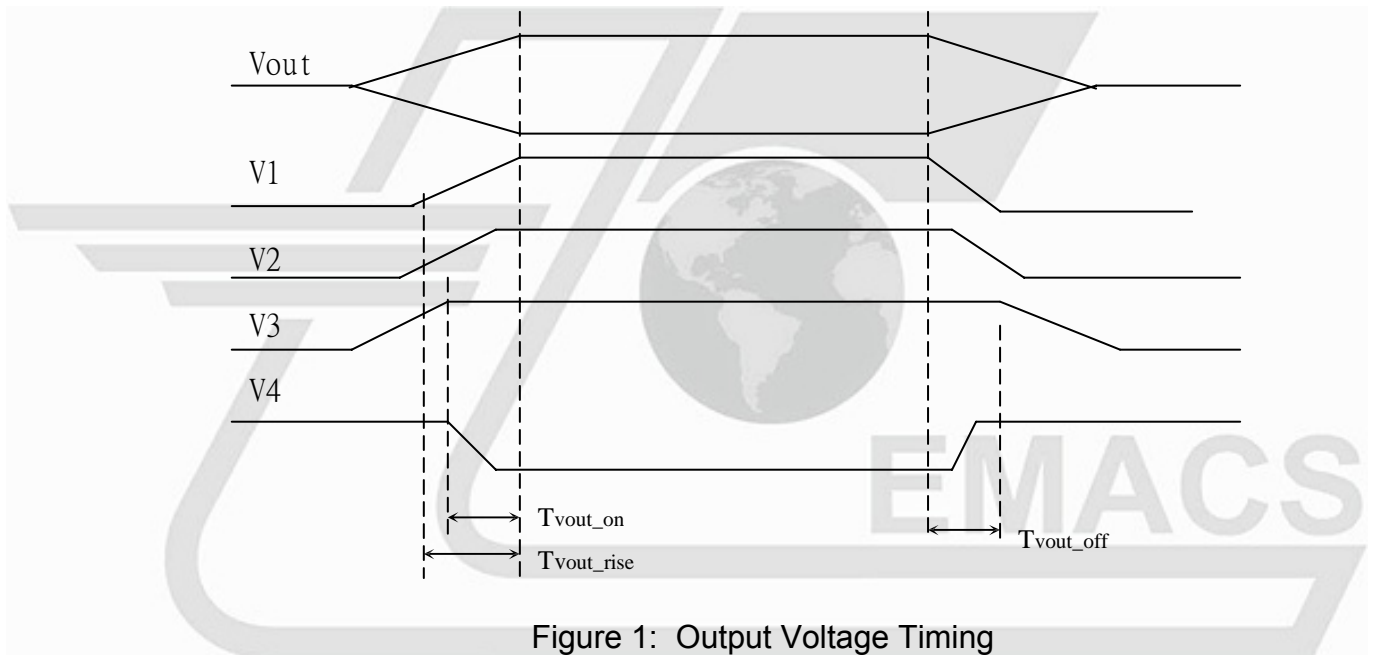 Vout
V1
V2
V3
V4
EMACS
Tvout_on
Tvout_off
Tvout_rise
Figure 1: Output Voltage Timing